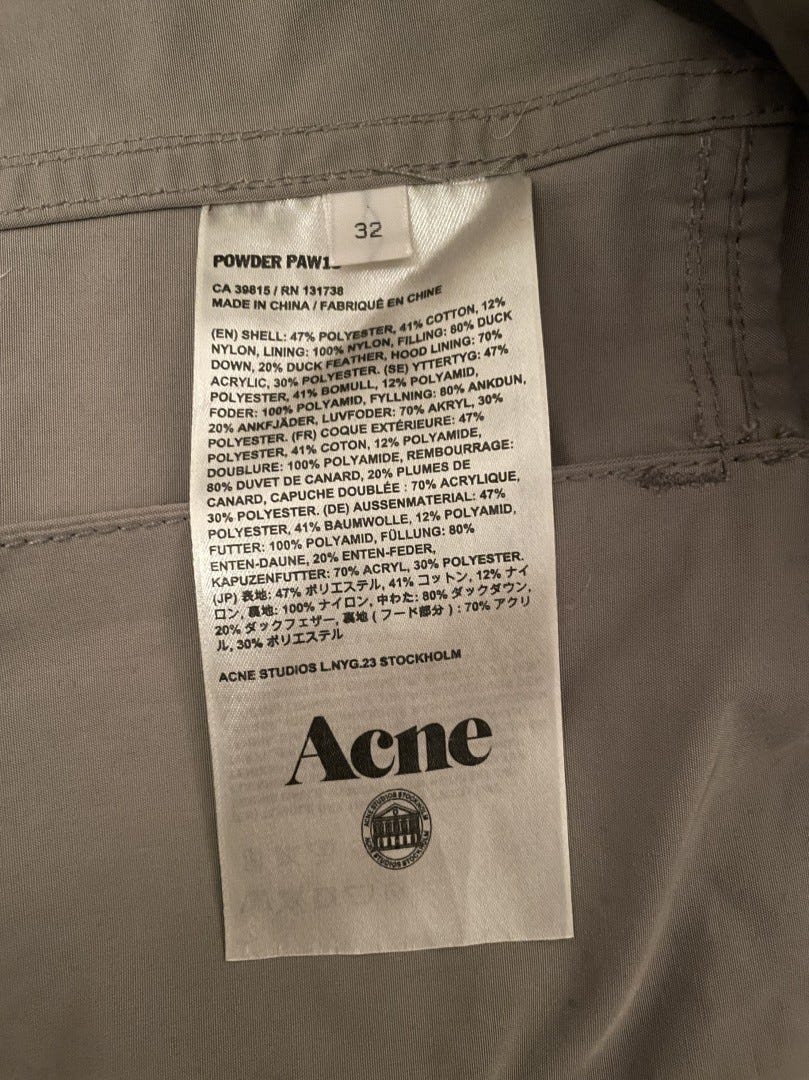 32
POWDER PAW1
CA 39815 / RN 131738
MADE IN CHINA / FABRIQUÉ EN CHINE
(EN) SHELL: 47% POLYESTER, 41% COTTON, 12%
NYLON, LINING: 100% NYLON, FILLING: 80% DUCK
DOWN, 20% DUCK FEATHER, HOOD LINING: 70%
ACRYLIC, 30% POLYESTER. (SE) YTTERTYG: 47%
POLYESTER, 41% BOMULL, 12% POLYAMID,
FODER: 100% POLYAMID, FYLLNING: 80% ANKDUN,
20% ANKFJÄDER, LUVFODER: 70% AKRYL, 30%
POLYESTER. (FR) COQUE EXTÉRIEURE: 47%
POLYESTER, 41% COTON, 12% POLYAMIDE,
DOUBLURE: 100% POLYAMIDE, REMBOURRAGE:
80% DUVET DE CANARD, 20% PLUMES DE
CANARD, CAPUCHE DOUBLÉE : 70% ACRYLIQUE,
30% POLYESTER. (DE) AUSSENMATERIAL: 47%
POLYESTER, 41% BAUMWOLLE, 12% POLYAMID,
FUTTER: 100% POLYAMID, FÜLLUNG: 80%
ENTEN-DAUNE, 20% ENTEN-FEDER,
KAPUZENFUTTER: 70% ACRYL, 30% POLYESTER.
(JP) 表地: 47% ポリエステル, 41% コットン, 12% ナイ
ロン, 裏地: 100% ナイロン, 中わた: 80% ダックダウン,
20% ダックフェザー, 裏地 ( フード部分 ) : 70% アクリ
ル, 30% ポリエステル
ACNE STUDIOS L.NYG.23 STOCKHOLM
Acne
ACNE STUDIOS STOCKHOLM
ACNE STUDIOS STOCKHOLM